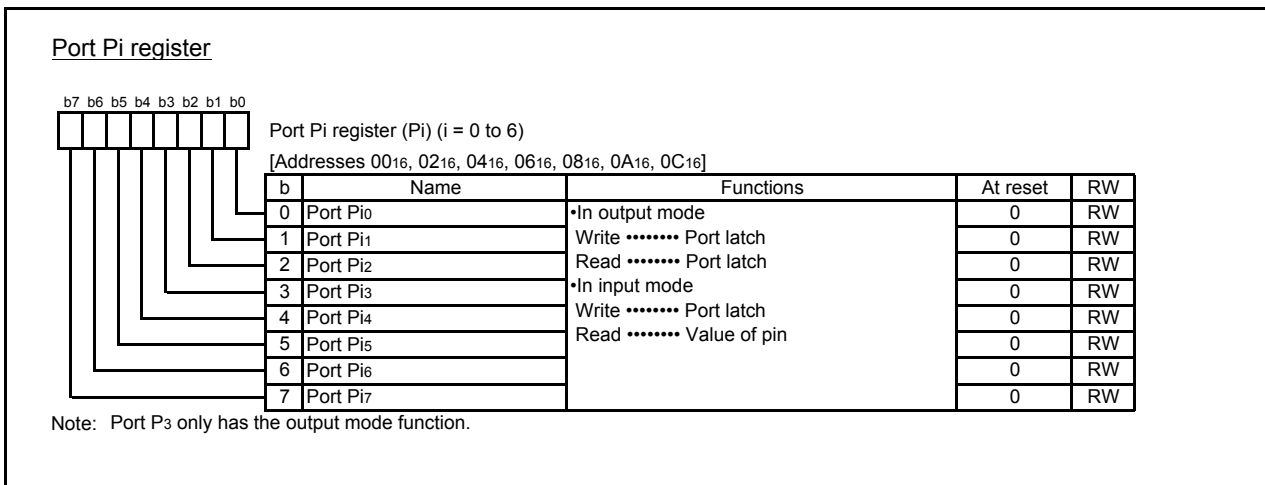 Port Pi register
b7 b6 b5 b4 b3 b2 b1 b0
Port Pi register (Pi) (i = 0 to 6)
[Addresses 0016, 0216, 0416, 0616, 0816, 0A16, 0C16]
b Name Functions At reset RW
0 Port Pi0 •In output mode 0 RW
1 Port Pi1 Write •••••••• Port latch 0 RW
2 Port Pi2 Read •••••••• Port latch 0 RW
3 Port Pi3 •In input mode 0 RW
4 Port Pi4 Write •••••••• Port latch 0 RW
5 Port Pi5 Read •••••••• Value of pin 0 RW
6 Port Pi6 0 RW
7 Port Pi7 0 RW
Note: Port P3 only has the output mode function.